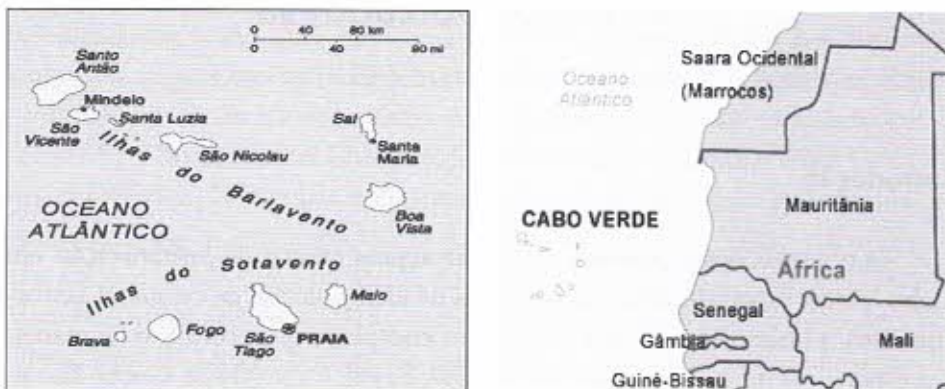 0 40 80 km
0 40 80 mi
Santo
Antão
Mindelo
São
Vicente
Santa Luzia
São Nicolau
Sal
Santa
Maria
Boa
Vista
Ilhas do Barlavento
OCEANO
ATLÂNTICO
Ilhas do Sotavento
Brava
Fogo
São
Tiago
PRAIA
Maio
Saara Ocidental
(Marrocos)
Oceano
Atlântico
CABO VERDE
Mauritânia
África
Senegal
Gâmbia
Mali
Guiné-Bissau